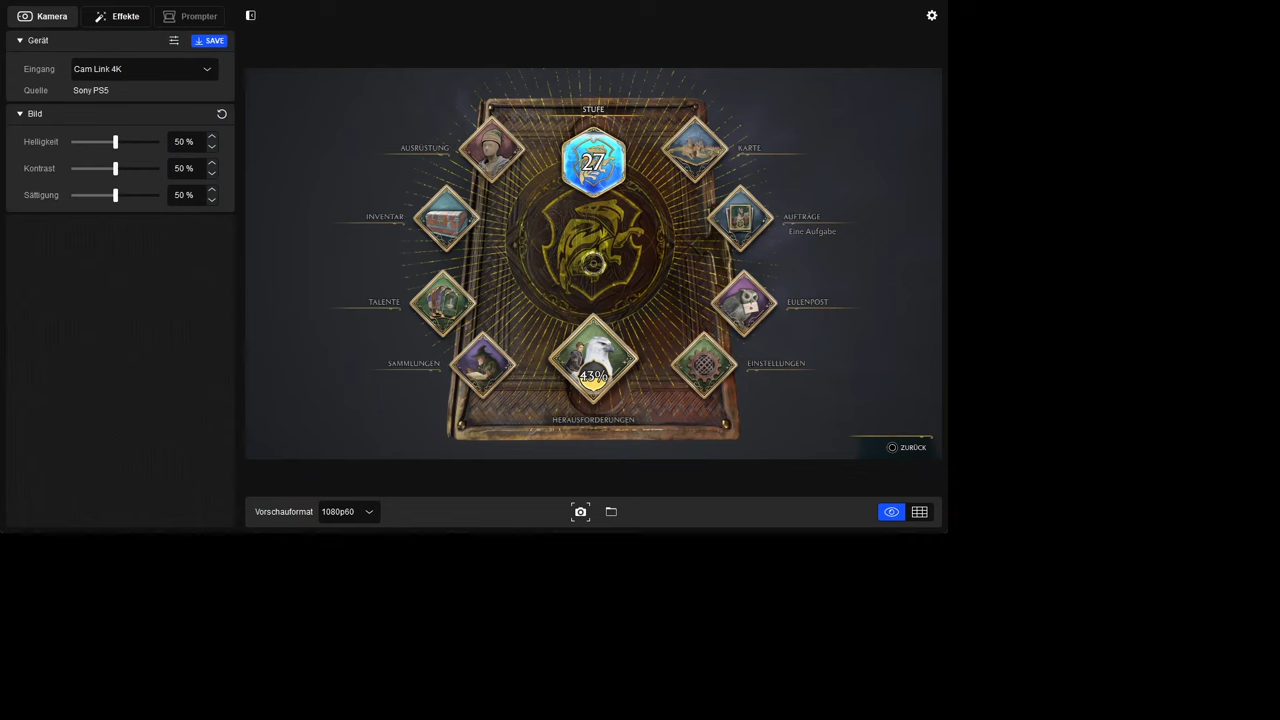 Kamera
Effekte
Prompter
Gerät
SAVE
Eingang
Cam Link 4K
Quelle
Sony PS5
Bild
Helligkeit
50 %
Kontrast
50 %
Sättigung
50 %
STUFE
27
AUSRÜSTUNG
KARTE
INVENTAR
AUFTRÄGE
Eine Aufgabe
TALENTE
EULENPOST
SAMMLUNGEN
43%
EINSTELLUNGEN
HERAUSFORDERUNGEN
ZURÜCK
Vorschauformat
1080p60